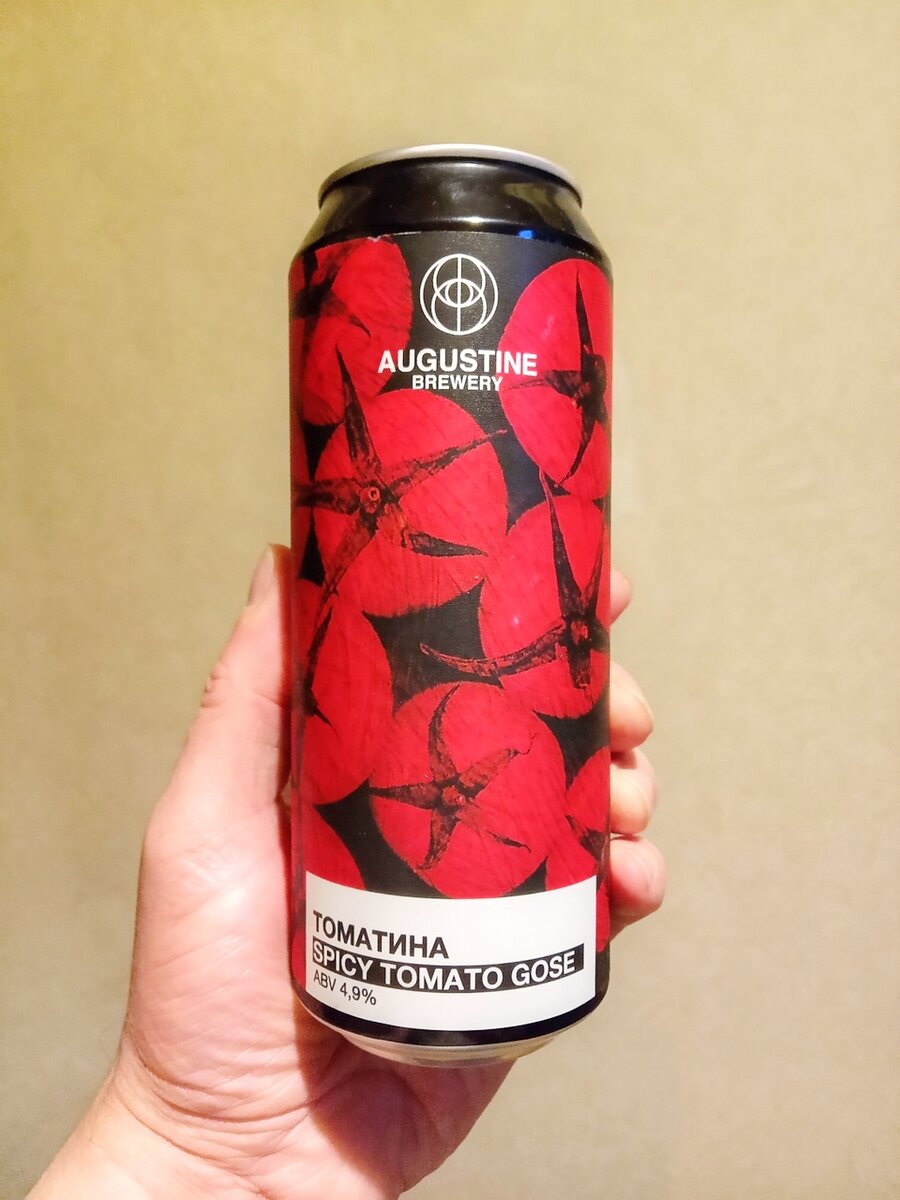 AUGUSTINE
BREWERY
ТОМАТИНА
SPICY TOMATO GOSE
ABV 4,9%